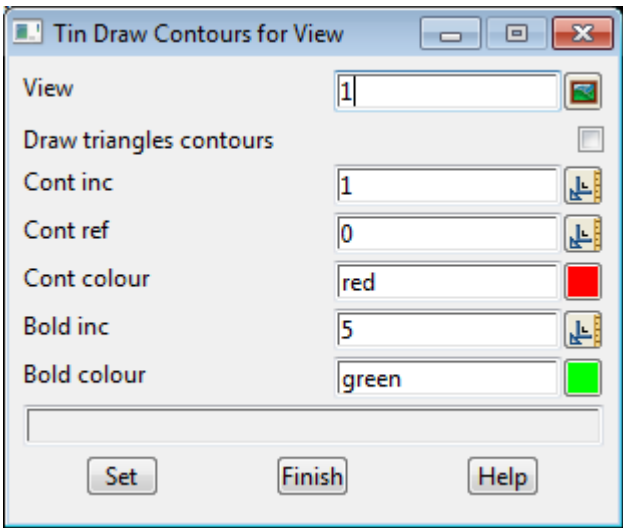 Tin Draw Contours for View
View 1
Draw triangles contours
Cont inc 1
Cont ref 0
Cont colour red
Bold inc 5
Bold colour green
Set Finish Help